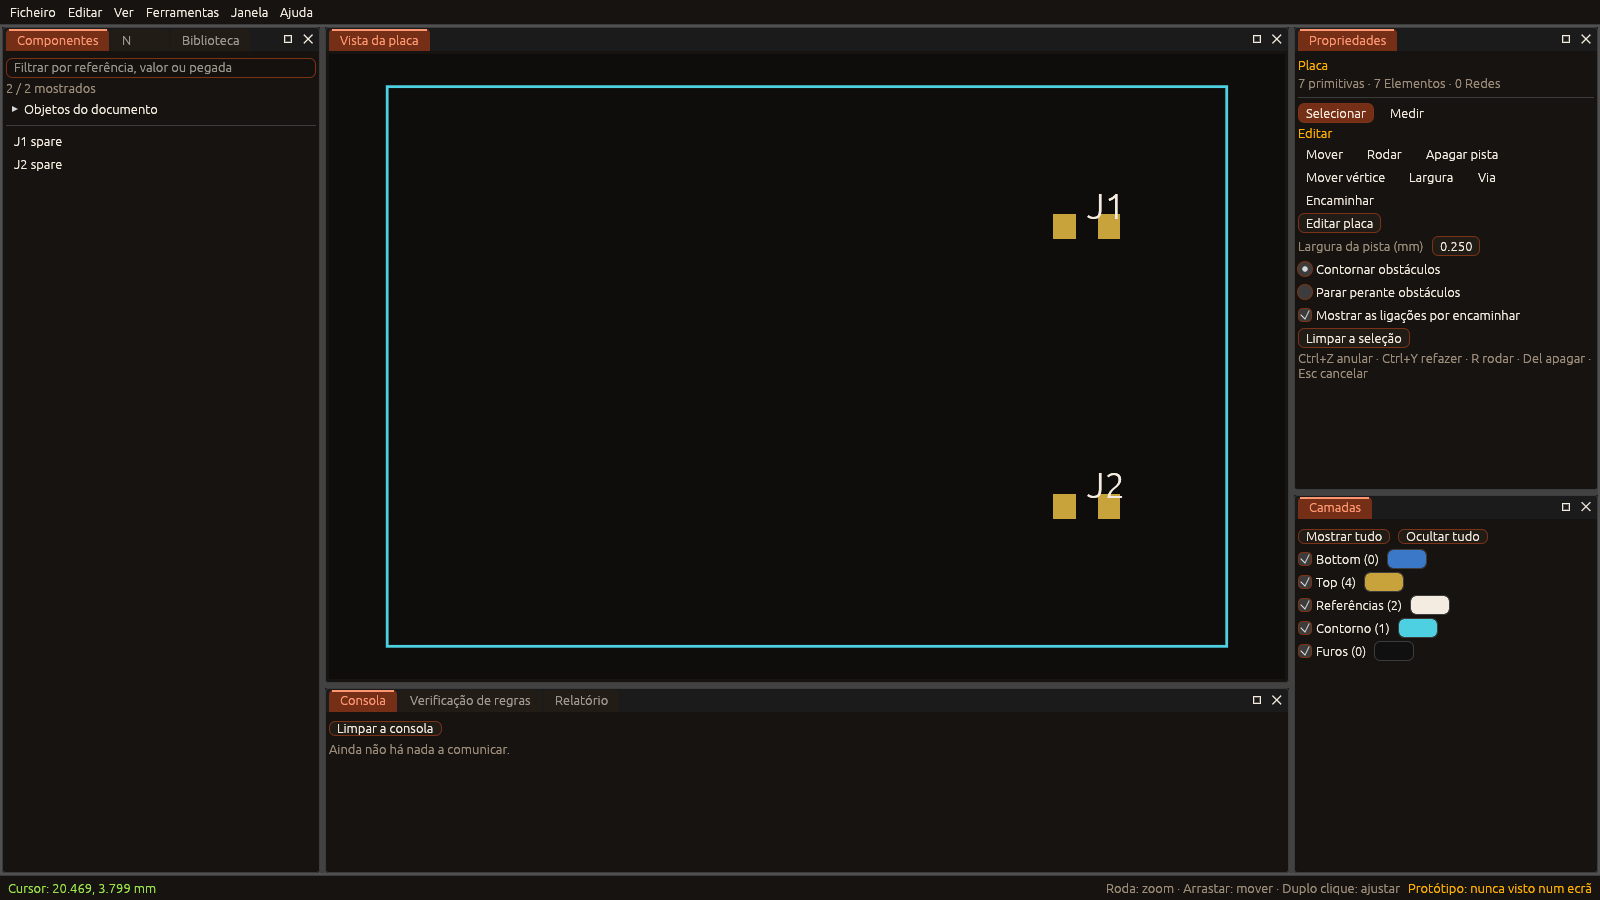 Ficheiro Editar Ver Ferramentas Janela Ajuda
Componentes N Biblioteca
Filtrar por referência, valor ou pegada
2 / 2 mostrados
Objetos do documento
J1 spare
J2 spare
Vista da placa
J1
J2
Consola Verificação de regras Relatório
Limpar a consola
Ainda não há nada a comunicar.
Propriedades
Placa
7 primitivas · 7 Elementos · 0 Redes
Selecionar Medir
Editar
Mover Rodar Apagar pista
Mover vértice Largura Via
Encaminhar
Editar placa
Largura da pista (mm) 0.250
Contornar obstáculos
Parar perante obstáculos
Mostrar as ligações por encaminhar
Limpar a seleção
Ctrl+Z anular · Ctrl+Y refazer · R rodar · Del apagar ·
Esc cancelar
Camadas
Mostrar tudo Ocultar tudo
Bottom (0)
Top (4)
Referências (2)
Contorno (1)
Furos (0)
Cursor: 20.469, 3.799 mm
Roda: zoom · Arrastar: mover · Duplo clique: ajustar Protótipo: nunca visto num ecrã